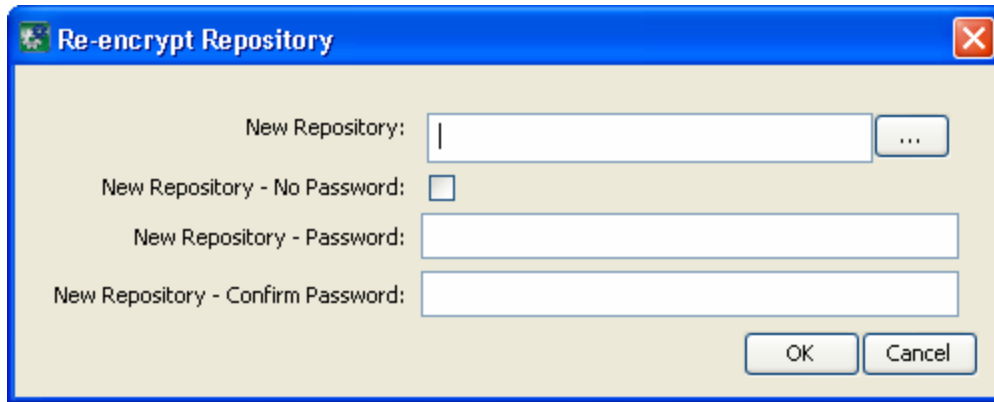 Re-encrypt Repository
New Repository:
...
New Repository - No Password:
New Repository - Password:
New Repository - Confirm Password:
OK Cancel